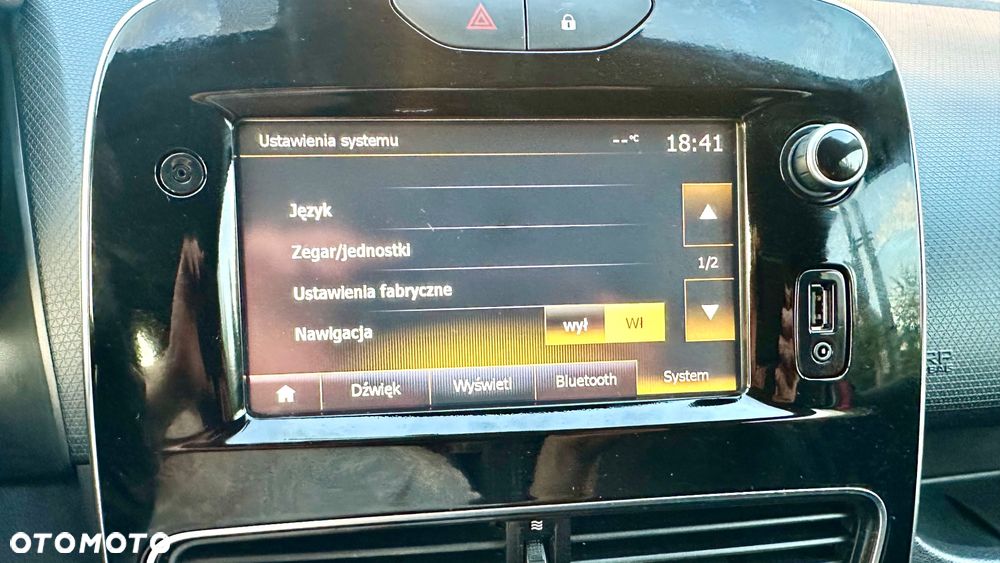 Ustawienia systemu --°C 18:41
Język
Zegar/jednostki
1/2
Ustawienia fabryczne
Nawigacja wył Wł
Dźwięk Wyświetl Bluetooth System
OTOMOTO